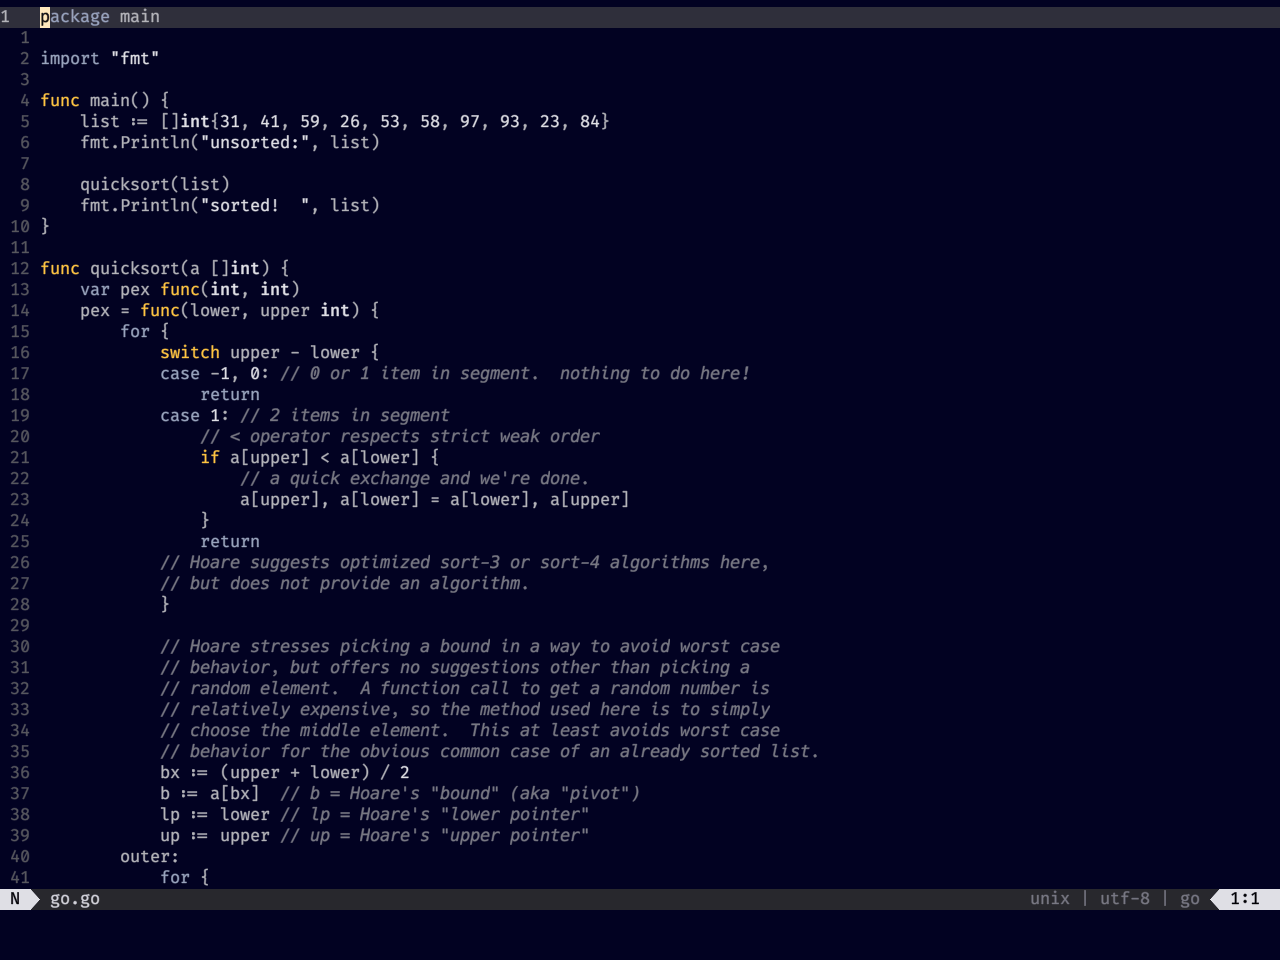 1   package main
  1
  2 import "fmt"
  3
  4 func main() {
  5     list := []int{31, 41, 59, 26, 53, 58, 97, 93, 23, 84}
  6     fmt.Println("unsorted:", list)
  7
  8     quicksort(list)
  9     fmt.Println("sorted!  ", list)
 10 }
 11
 12 func quicksort(a []int) {
 13     var pex func(int, int)
 14     pex = func(lower, upper int) {
 15         for {
 16             switch upper - lower {
 17             case -1, 0: // 0 or 1 item in segment.  nothing to do here!
 18                 return
 19             case 1: // 2 items in segment
 20                 // < operator respects strict weak order
 21                 if a[upper] < a[lower] {
 22                     // a quick exchange and we're done.
 23                     a[upper], a[lower] = a[lower], a[upper]
 24                 }
 25                 return
 26             // Hoare suggests optimized sort-3 or sort-4 algorithms here,
 27             // but does not provide an algorithm.
 28             }
 29
 30             // Hoare stresses picking a bound in a way to avoid worst case
 31             // behavior, but offers no suggestions other than picking a
 32             // random element.  A function call to get a random number is
 33             // relatively expensive, so the method used here is to simply
 34             // choose the middle element.  This at least avoids worst case
 35             // behavior for the obvious common case of an already sorted list.
 36             bx := (upper + lower) / 2
 37             b := a[bx]  // b = Hoare's "bound" (aka "pivot")
 38             lp := lower // lp = Hoare's "lower pointer"
 39             up := upper // up = Hoare's "upper pointer"
 40         outer:
 41             for {
N go.go unix | utf-8 | go 1:1